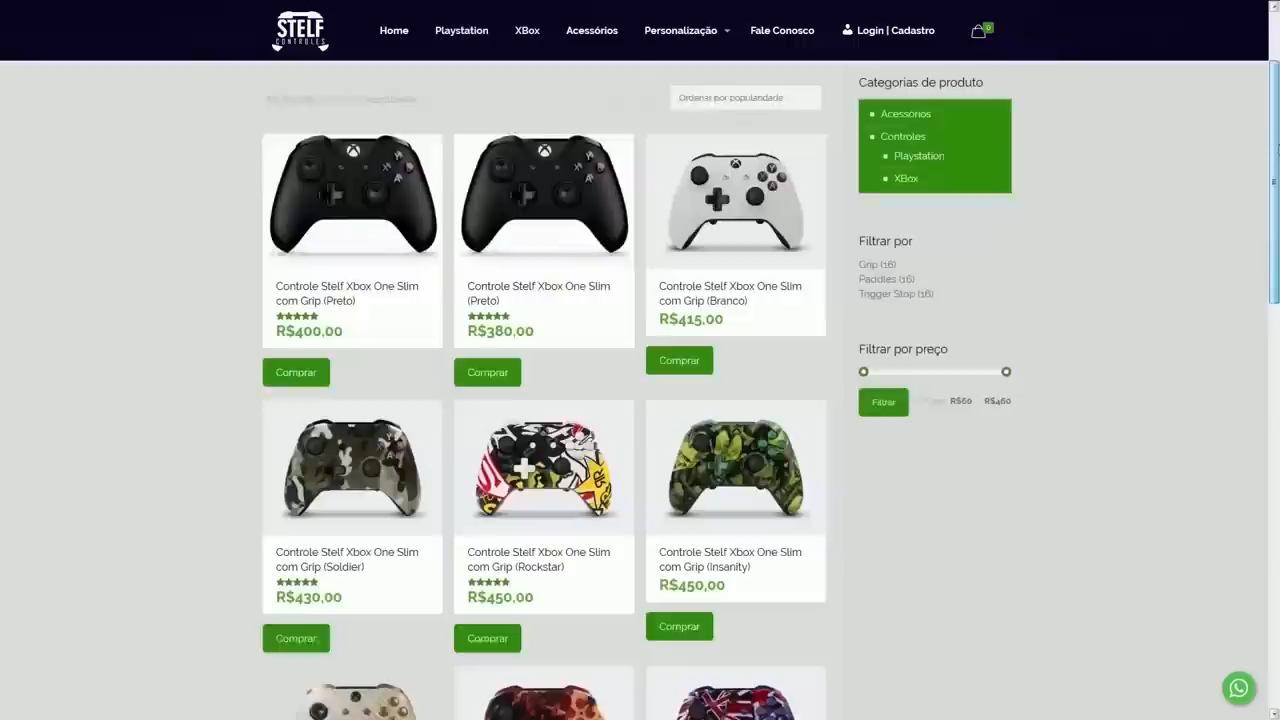 STELF
CONTROLES
Home
Playstation
XBox
Acessórios
Personalização
Fale Conosco
Login | Cadastro
0
Ordenar por popularidade
Categorias de produto
Acessórios
Controles
Playstation
XBox
Filtrar por
Grip (16)
Paddles (16)
Trigger Stop (16)
Filtrar por preço
Filtrar
R$60
R$460
Controle Stelf Xbox One Slim
com Grip (Preto)
R$400,00
Comprar
Controle Stelf Xbox One Slim
(Preto)
R$380,00
Comprar
Controle Stelf Xbox One Slim
com Grip (Branco)
R$415,00
Comprar
Controle Stelf Xbox One Slim
com Grip (Soldier)
R$430,00
Comprar
Controle Stelf Xbox One Slim
com Grip (Rockstar)
R$450,00
Comprar
Controle Stelf Xbox One Slim
com Grip (Insanity)
R$450,00
Comprar